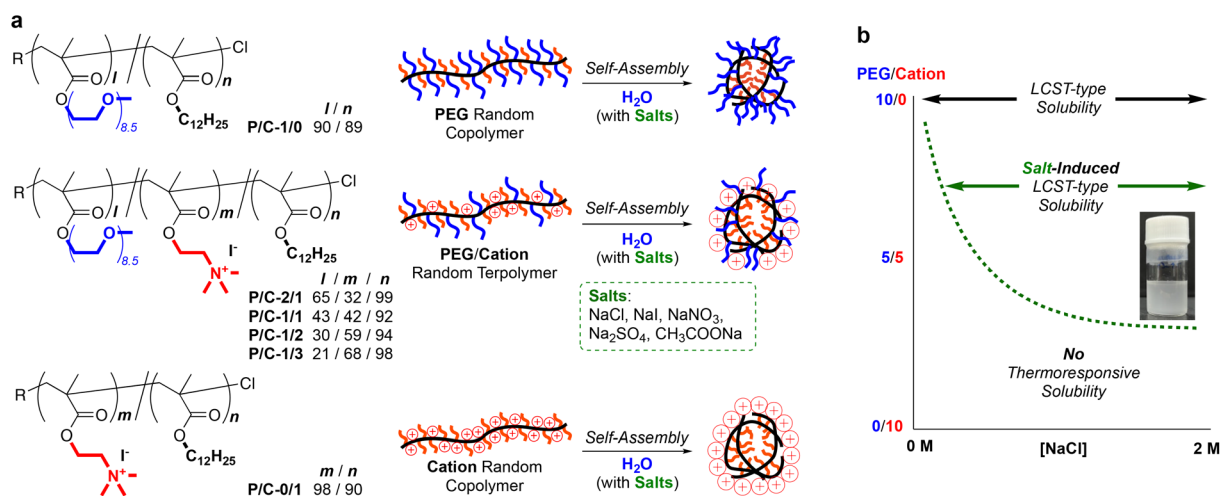 a
R
l
n
Cl
O
O
O
O
O
8.5
C12H25
l / n
P/C-1/0 90 / 89
PEG Random
Copolymer
Self-Assembly
H2O
(with Salts)
R
l
m
n
Cl
O
O
O
O
O
O
O
8.5
I-
N+
C12H25
l / m / n
P/C-2/1 65 / 32 / 99
P/C-1/1 43 / 42 / 92
P/C-1/2 30 / 59 / 94
P/C-1/3 21 / 68 / 98
PEG/Cation
Random Terpolymer
Self-Assembly
H2O
(with Salts)
Salts:
NaCl, NaI, NaNO3,
Na2SO4, CH3COONa
R
m
n
Cl
O
O
O
O
I-
N+
C12H25
m / n
P/C-0/1 98 / 90
Cation Random
Copolymer
Self-Assembly
H2O
(with Salts)
b
PEG/Cation
10/0
5/5
0/10
LCST-type
Solubility
Salt-Induced
LCST-type
Solubility
No
Thermoresponsive
Solubility
0 M
[NaCl]
2 M